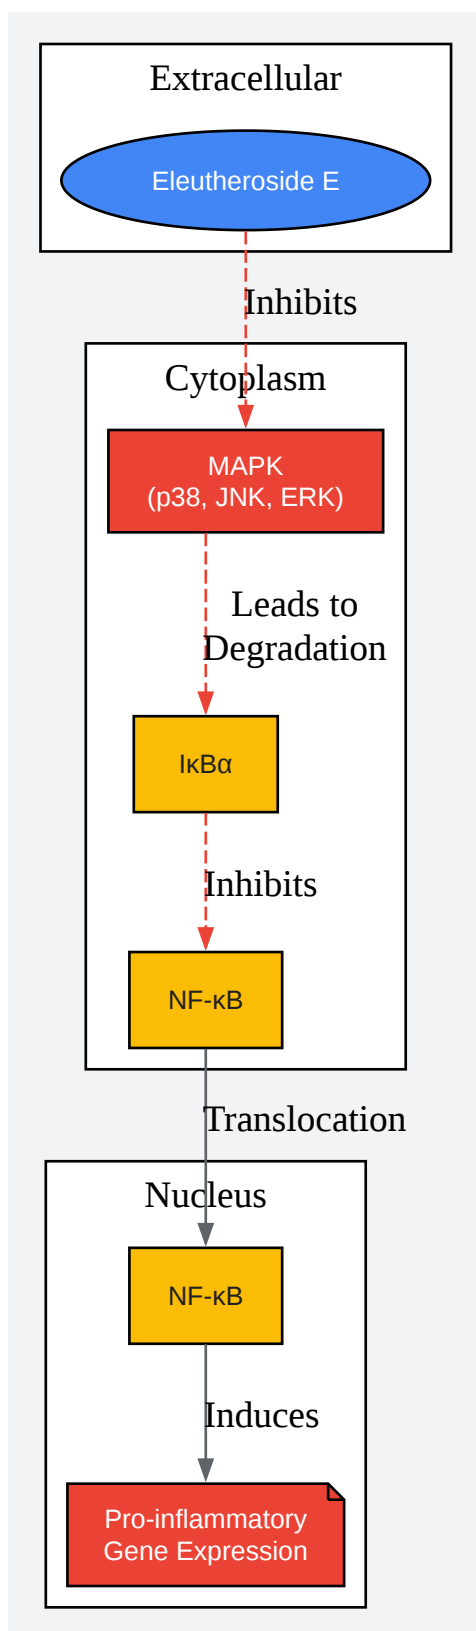 Extracellular
Eleutheroside E
Inhibits
Cytoplasm
MAPK
(p38, JNK, ERK)
Leads to
Degradation
IκBα
Inhibits
NF-κB
Translocation
Nucleus
NF-κB
Induces
Pro-inflammatory
Gene Expression